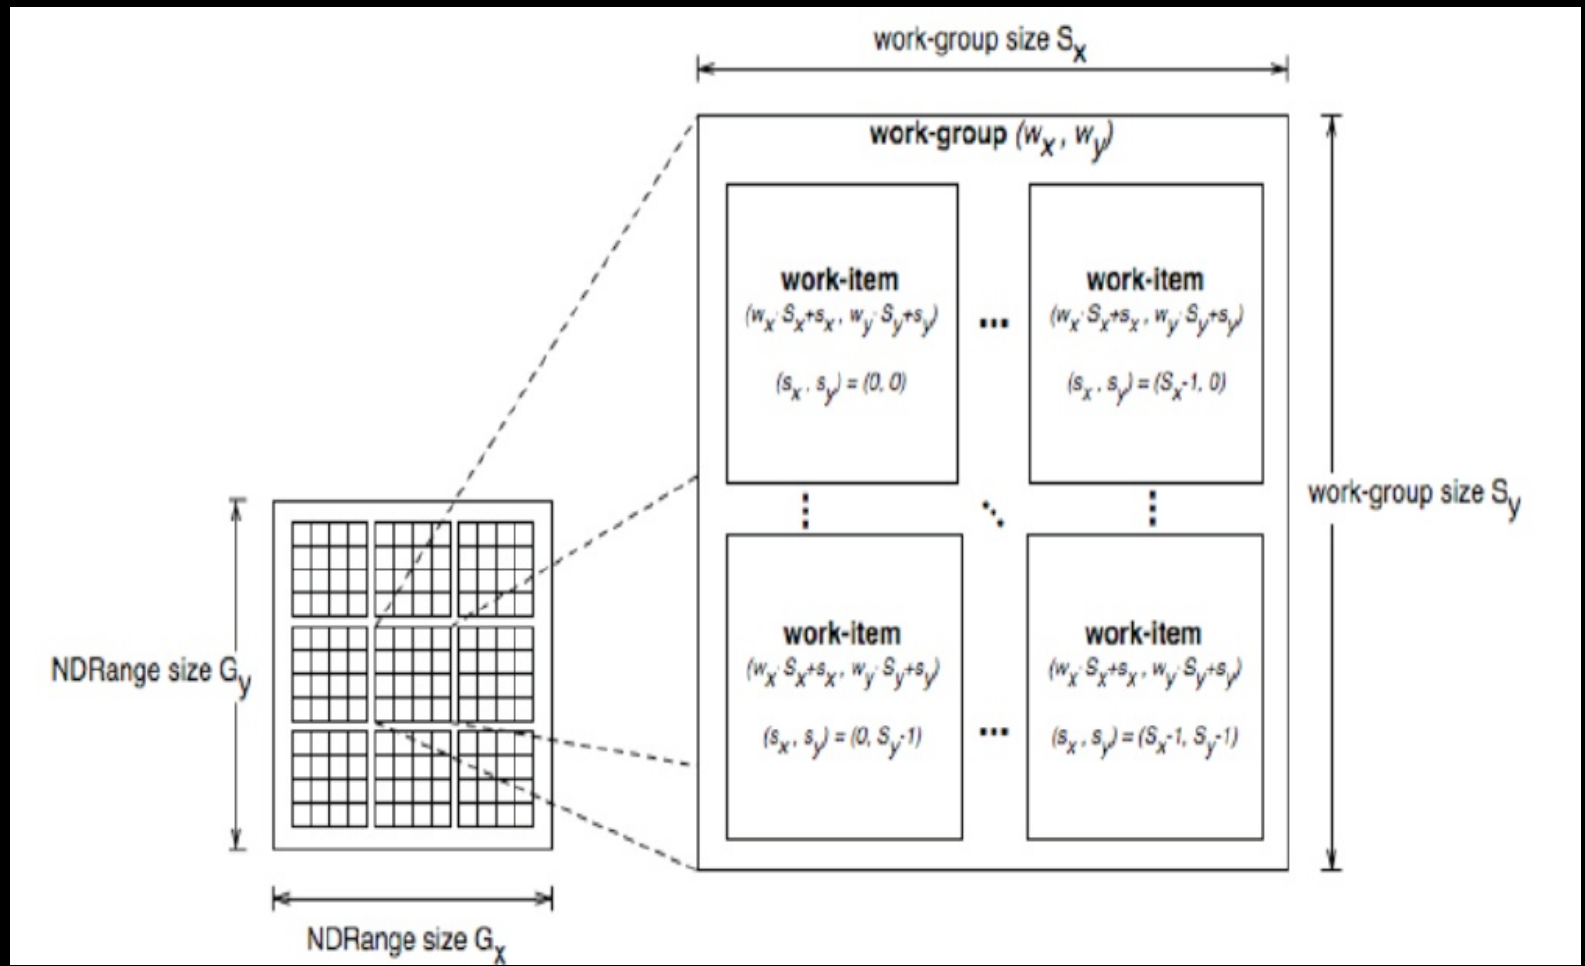 work-group size Sx
work-group (wx, wy)
work-item
(wx· Sx+sx, wy· Sy+sy)
(sx, sy) = (0, 0)
...
work-item
(wx· Sx+sx, wy· Sy+sy)
(sx, sy) = (Sx-1, 0)
work-group size Sy
work-item
(wx· Sx+sx, wy· Sy+sy)
(sx, sy) = (0, Sy-1)
...
work-item
(wx· Sx+sx, wy· Sy+sy)
(sx, sy) = (Sx-1, Sy-1)
NDRange size Gy
NDRange size Gx